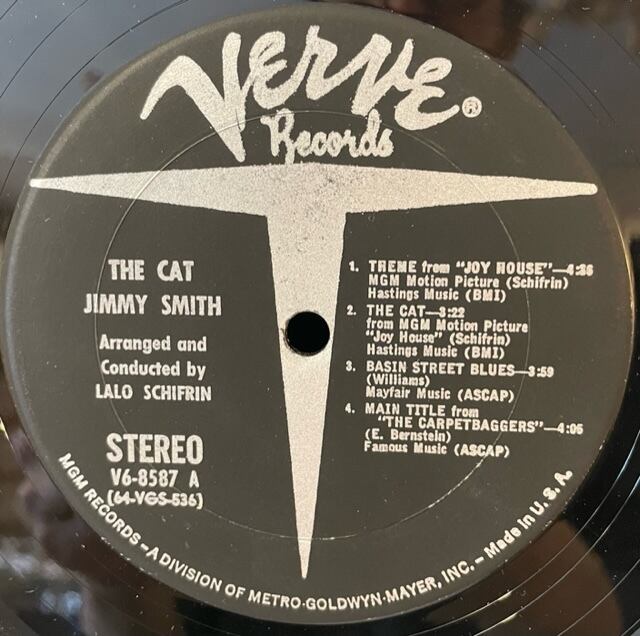 VERVE®
Records
THE CAT
JIMMY SMITH
Arranged and
Conducted by
LALO SCHIFRIN
STEREO
V6-8587 A
(64-VGS-536)
1. THEME from "JOY HOUSE"—4:36
MGM Motion Picture (Schifrin)
Hastings Music (BMI)
2. THE CAT—3:22
from MGM Motion Picture
"Joy House" (Schifrin)
Hastings Music (BMI)
3. BASIN STREET BLUES—3:59
(Williams)
Mayfair Music (ASCAP)
4. MAIN TITLE from
"THE CARPETBAGGERS"—4:05
(E. Bernstein)
Famous Music (ASCAP)
MGM RECORDS – A DIVISION OF METRO-GOLDWYN-MAYER, INC. – Made in U. S. A.